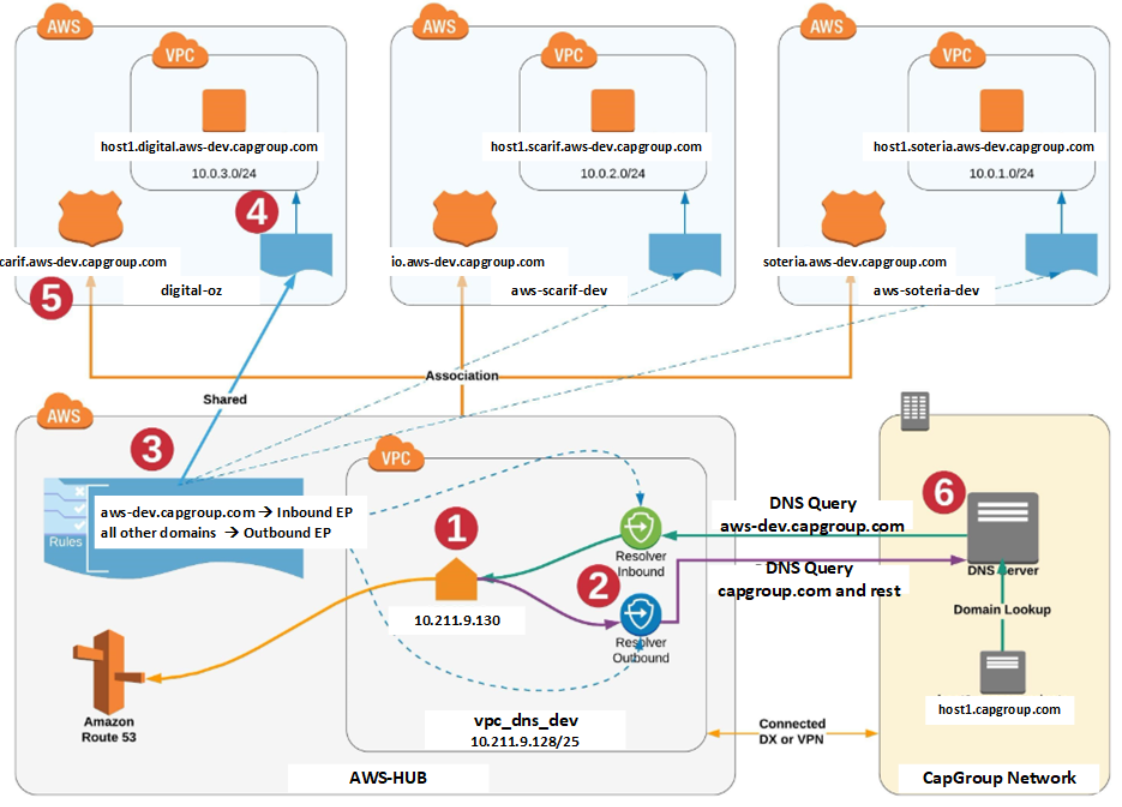 AWS
AWS
AWS
VPC
VPC
VPC
host1.digital.aws-dev.capgroup.com
host1.scarif.aws-dev.capgroup.com
host1.soteria.aws-dev.capgroup.com
10.0.3.0/24
10.0.2.0/24
10.0.1.0/24
4
carif.aws-dev.capgroup.com
io.aws-dev.capgroup.com
soteria.aws-dev.capgroup.com
5
digital-oz
aws-scarif-dev
aws-soteria-dev
Association
Shared
AWS
3
VPC
Rules
aws-dev.capgroup.com → Inbound EP
all other domains → Outbound EP
1
10.211.9.130
Resolver
Inbound
2
Resolver
Outbound
DNS Query
aws-dev.capgroup.com
DNS Query
capgroup.com and rest
6
DNS Server
Domain Lookup
host1.capgroup.com
Amazon
Route 53
vpc_dns_dev
10.211.9.128/25
Connected
DX or VPN
AWS-HUB
CapGroup Network